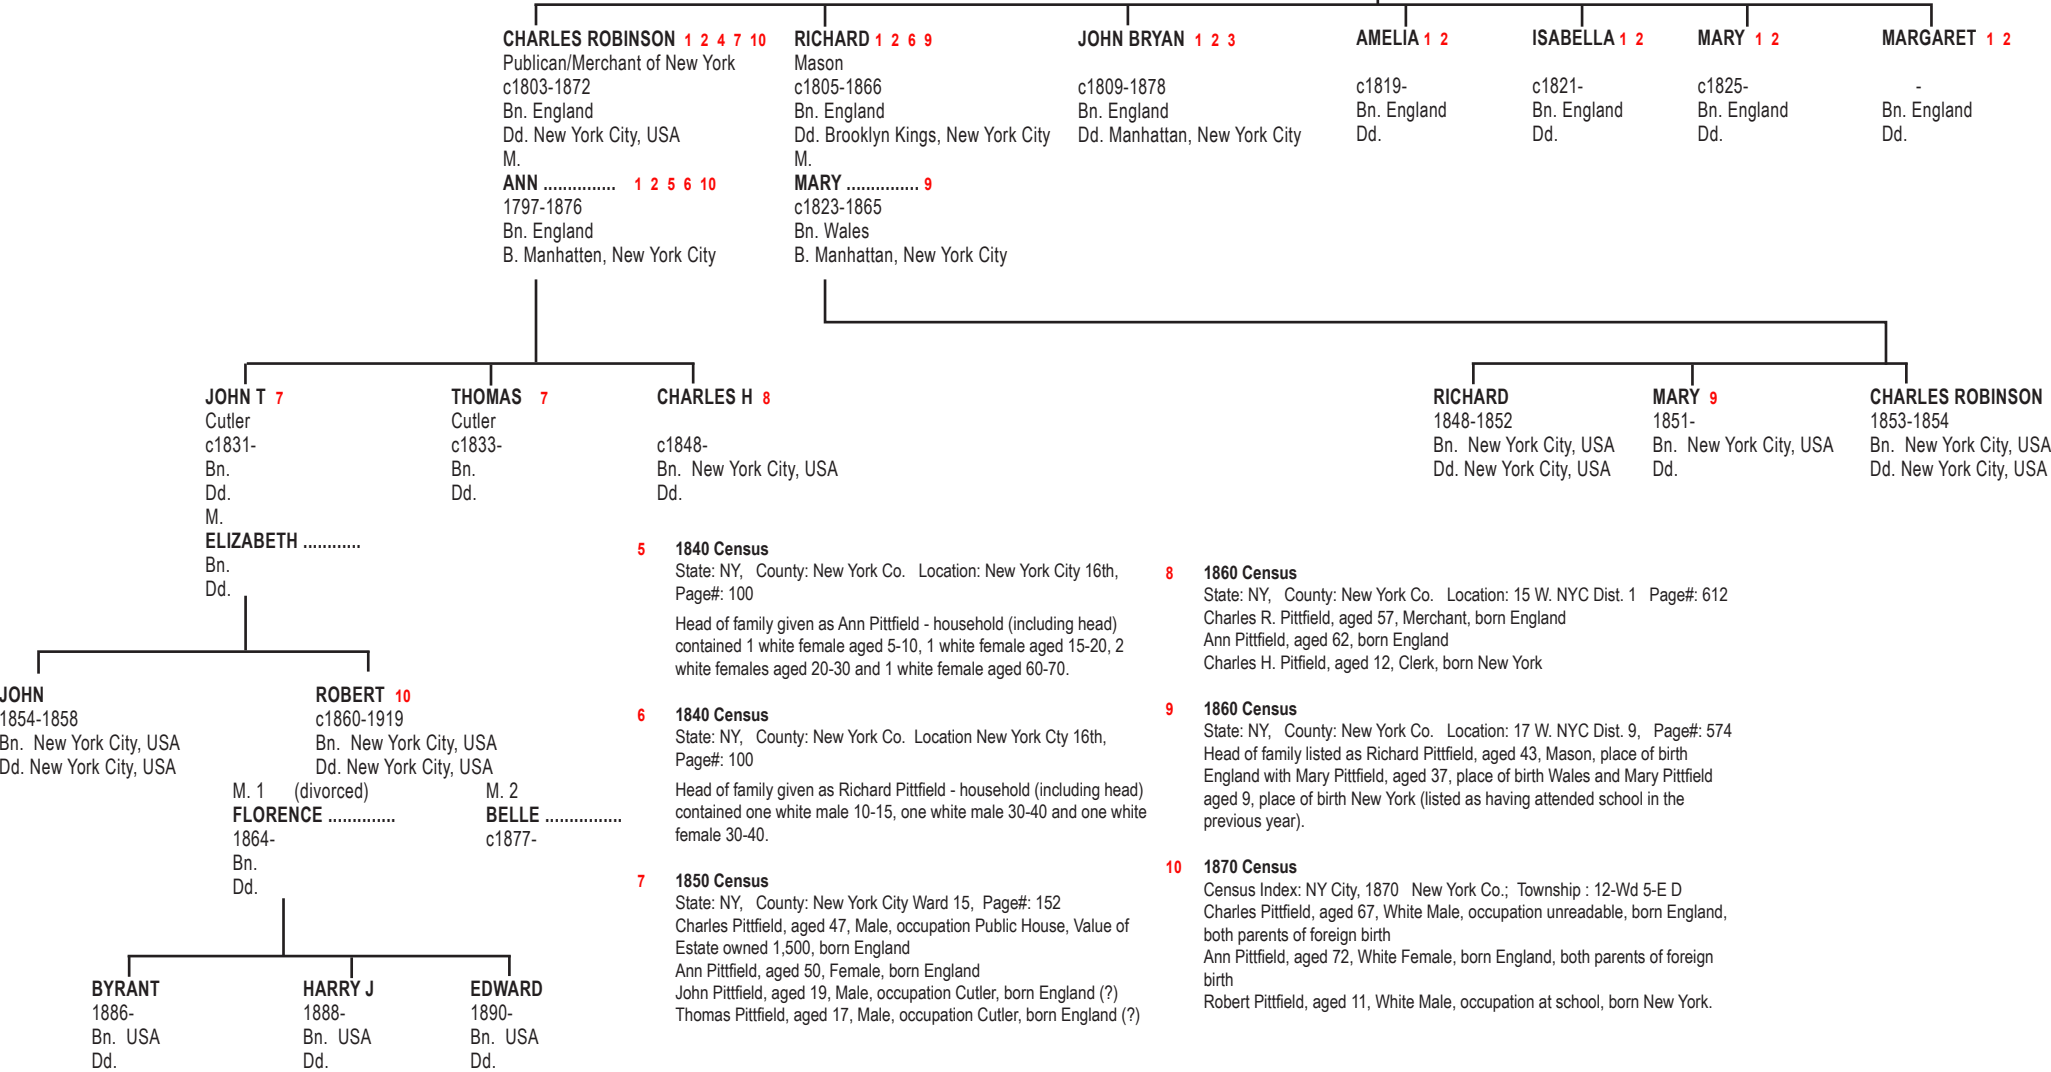 CHARLES ROBINSON 1 2 4 7 10
Publican/Merchant of New York
c1803-1872
Bn. England
Dd. New York City, USA
M.
ANN ............... 1 2 5 6 10
1797-1876
Bn. England
B. Manhatten, New York City
RICHARD 1 2 6 9
Mason
c1805-1866
Bn. England
Dd. Brooklyn Kings, New York City
M.
MARY ............... 9
c1823-1865
Bn. Wales
B. Manhattan, New York City
JOHN BRYAN 1 2 3
c1809-1878
Bn. England
Dd. Manhattan, New York City
AMELIA 1 2
c1819-
Bn. England
Dd.
ISABELLA 1 2
c1821-
Bn. England
Dd.
MARY 1 2
c1825-
Bn. England
Dd.
MARGARET 1 2
-
Bn. England
Dd.
JOHN T 7
Cutler
c1831-
Bn.
Dd.
M.
ELIZABETH ............
Bn.
Dd.
THOMAS 7
Cutler
c1833-
Bn.
Dd.
CHARLES H 8
c1848-
Bn. New York City, USA
Dd.
RICHARD
1848-1852
Bn. New York City, USA
Dd. New York City, USA
MARY 9
1851-
Bn. New York City, USA
Dd.
CHARLES ROBINSON
1853-1854
Bn. New York City, USA
Dd. New York City, USA
JOHN
1854-1858
Bn. New York City, USA
Dd. New York City, USA
ROBERT 10
c1860-1919
Bn. New York City, USA
Dd. New York City, USA
M. 1 (divorced)
FLORENCE ..............
1864-
Bn.
Dd.
M. 2
BELLE ................
c1877-
BYRANT
1886-
Bn. USA
Dd.
HARRY J
1888-
Bn. USA
Dd.
EDWARD
1890-
Bn. USA
Dd.
5 1840 Census
State: NY, County: New York Co. Location: New York City 16th,
Page#: 100
Head of family given as Ann Pittfield - household (including head)
contained 1 white female aged 5-10, 1 white female aged 15-20, 2
white females aged 20-30 and 1 white female aged 60-70.
6 1840 Census
State: NY, County: New York Co. Location New York Cty 16th,
Page#: 100
Head of family given as Richard Pittfield - household (including head)
contained one white male 10-15, one white male 30-40 and one white
female 30-40.
7 1850 Census
State: NY, County: New York City Ward 15, Page#: 152
Charles Pittfield, aged 47, Male, occupation Public House, Value of
Estate owned 1,500, born England
Ann Pittfield, aged 50, Female, born England
John Pittfield, aged 19, Male, occupation Cutler, born England (?)
Thomas Pittfield, aged 17, Male, occupation Cutler, born England (?)
8 1860 Census
State: NY, County: New York Co. Location: 15 W. NYC Dist. 1 Page#: 612
Charles R. Pittfield, aged 57, Merchant, born England
Ann Pittfield, aged 62, born England
Charles H. Pitfield, aged 12, Clerk, born New York
9 1860 Census
State: NY, County: New York Co. Location: 17 W. NYC Dist. 9, Page#: 574
Head of family listed as Richard Pittfield, aged 43, Mason, place of birth
England with Mary Pittfield, aged 37, place of birth Wales and Mary Pittfield
aged 9, place of birth New York (listed as having attended school in the
previous year).
10 1870 Census
Census Index: NY City, 1870 New York Co.; Township : 12-Wd 5-E D
Charles Pittfield, aged 67, White Male, occupation unreadable, born England,
both parents of foreign birth
Ann Pittfield, aged 72, White Female, born England, both parents of foreign
birth
Robert Pittfield, aged 11, White Male, occupation at school, born New York.